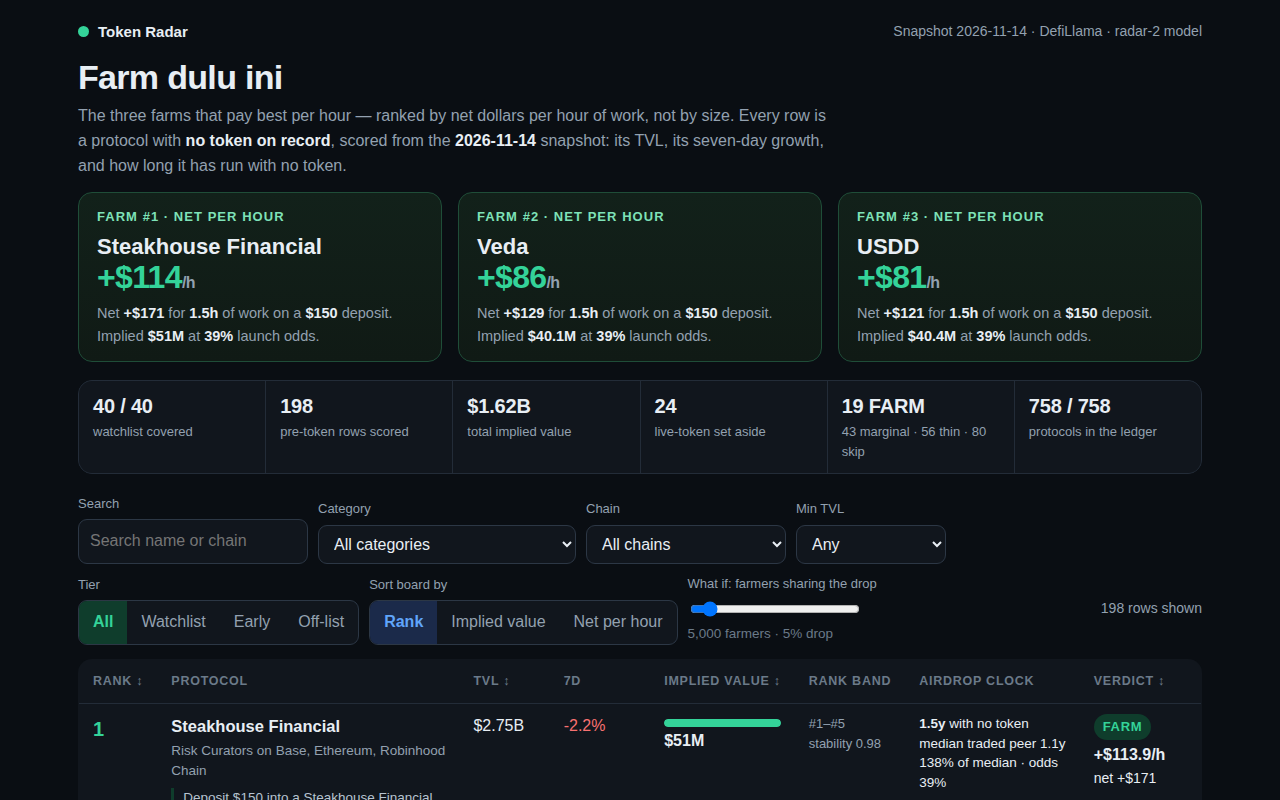 Token Radar
Snapshot 2026-11-14 · DefiLlama · radar-2 model
Farm dulu ini
The three farms that pay best per hour — ranked by net dollars per hour of work, not by size. Every row is
a protocol with no token on record, scored from the 2026-11-14 snapshot: its TVL, its seven-day growth,
and how long it has run with no token.
FARM #1 · NET PER HOUR
Steakhouse Financial
+$114/h
Net +$171 for 1.5h of work on a $150 deposit.
Implied $51M at 39% launch odds.
FARM #2 · NET PER HOUR
Veda
+$86/h
Net +$129 for 1.5h of work on a $150 deposit.
Implied $40.1M at 39% launch odds.
FARM #3 · NET PER HOUR
USDD
+$81/h
Net +$121 for 1.5h of work on a $150 deposit.
Implied $40.4M at 39% launch odds.
40 / 40
watchlist covered
198
pre-token rows scored
$1.62B
total implied value
24
live-token set aside
19 FARM
43 marginal · 56 thin · 80
skip
758 / 758
protocols in the ledger
Search
Search name or chain
Category
All categories
Chain
All chains
Min TVL
Any
Tier
All Watchlist Early Off-list
Sort board by
Rank Implied value Net per hour
What if: farmers sharing the drop
5,000 farmers · 5% drop
198 rows shown
RANK ↕ PROTOCOL TVL ↕ 7D IMPLIED VALUE ↕ RANK BAND AIRDROP CLOCK VERDICT ↕
1
Steakhouse Financial
Risk Curators on Base, Ethereum, Robinhood
Chain
Deposit $150 into a Steakhouse Financial
$2.75B
-2.2%
$51M
#1–#5
stability 0.98
1.5y with no token
median traded peer 1.1y
138% of median · odds
39%
FARM
+$113.9/h
net +$171